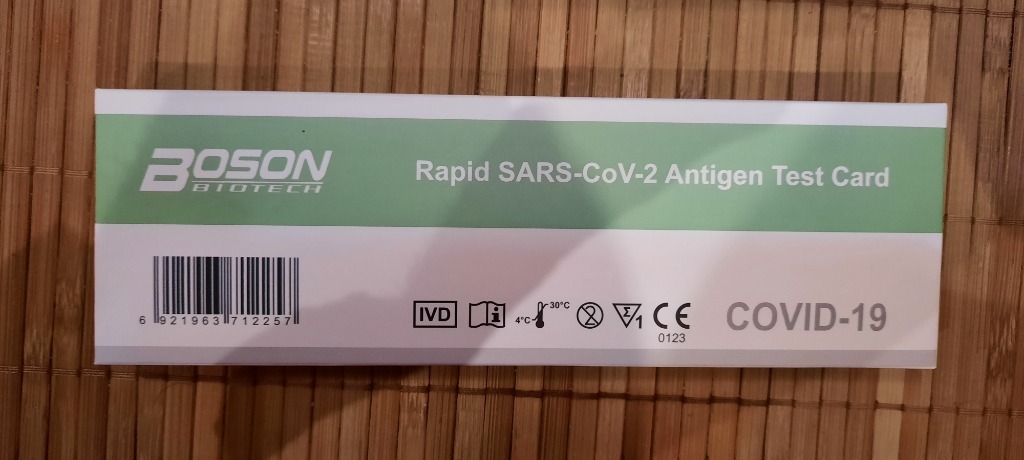 BOSON
BIOTECH
Rapid SARS-CoV-2 Antigen Test Card
6 921963 712257
IVD
i
4°C
30°C
2
Σ
1
CE
0123
COVID-19